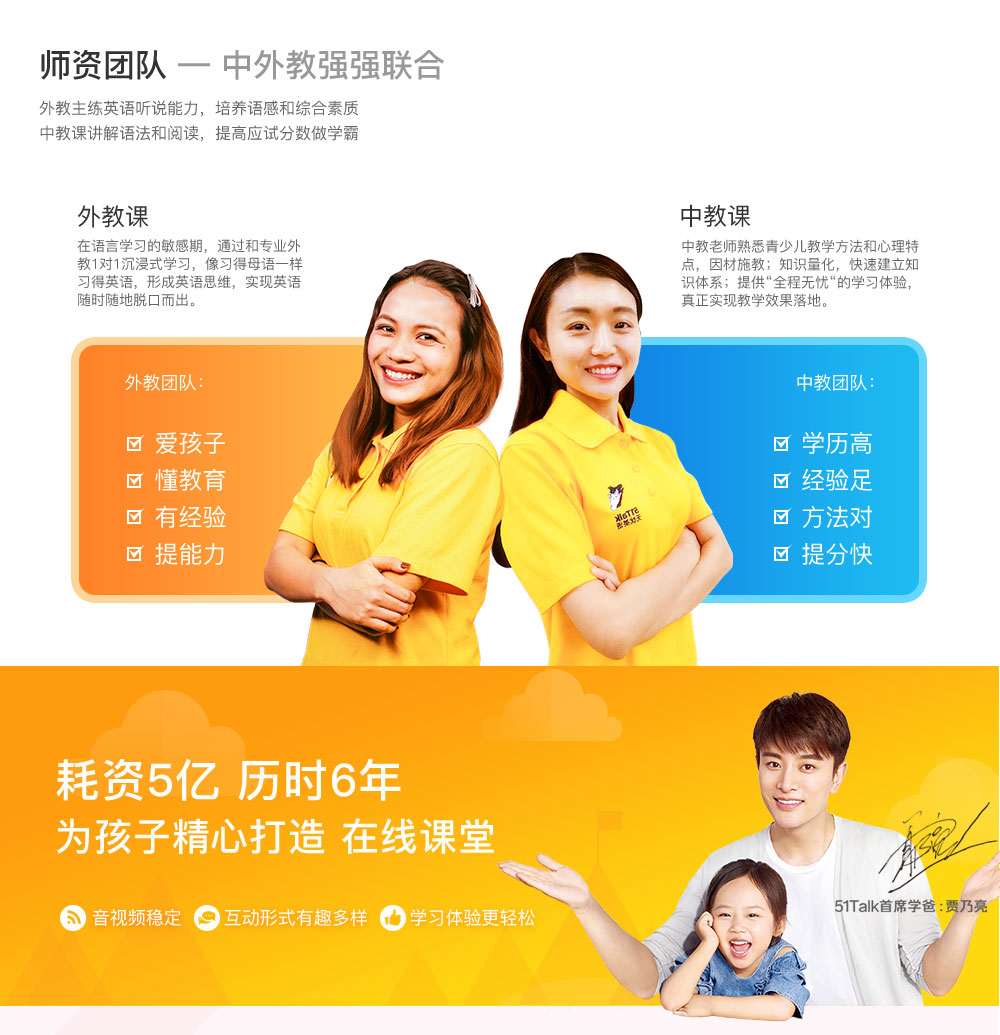 师资团队 — 中外教强强联合
外教主练英语听说能力，培养语感和综合素质
中教课讲解语法和阅读，提高应试分数做学霸
外教课
在语言学习的敏感期，通过和专业外
教1对1沉浸式学习，像习得母语一样
习得英语，形成英语思维，实现英语
随时随地脱口而出。
中教课
中教老师熟悉青少儿教学方法和心理特
点，因材施教；知识量化，快速建立知
识体系；提供“全程无忧“的学习体验，
真正实现教学效果落地。
外教团队：
爱孩子
懂教育
有经验
提能力
中教团队：
学历高
经验足
方法对
提分快
51Talk
耗资5亿 历时6年
为孩子精心打造 在线课堂
音视频稳定 互动形式有趣多样 学习体验更轻松
51Talk首席学爸：贾乃亮